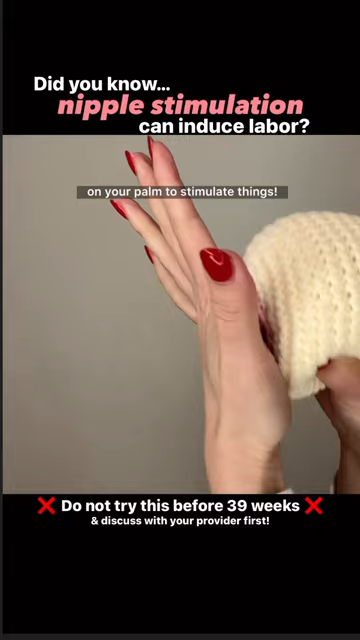 Did you know...
nipple stimulation
can induce labor?
on your palm to stimulate things!
❌ Do not try this before 39 weeks ❌
& discuss with your provider first!